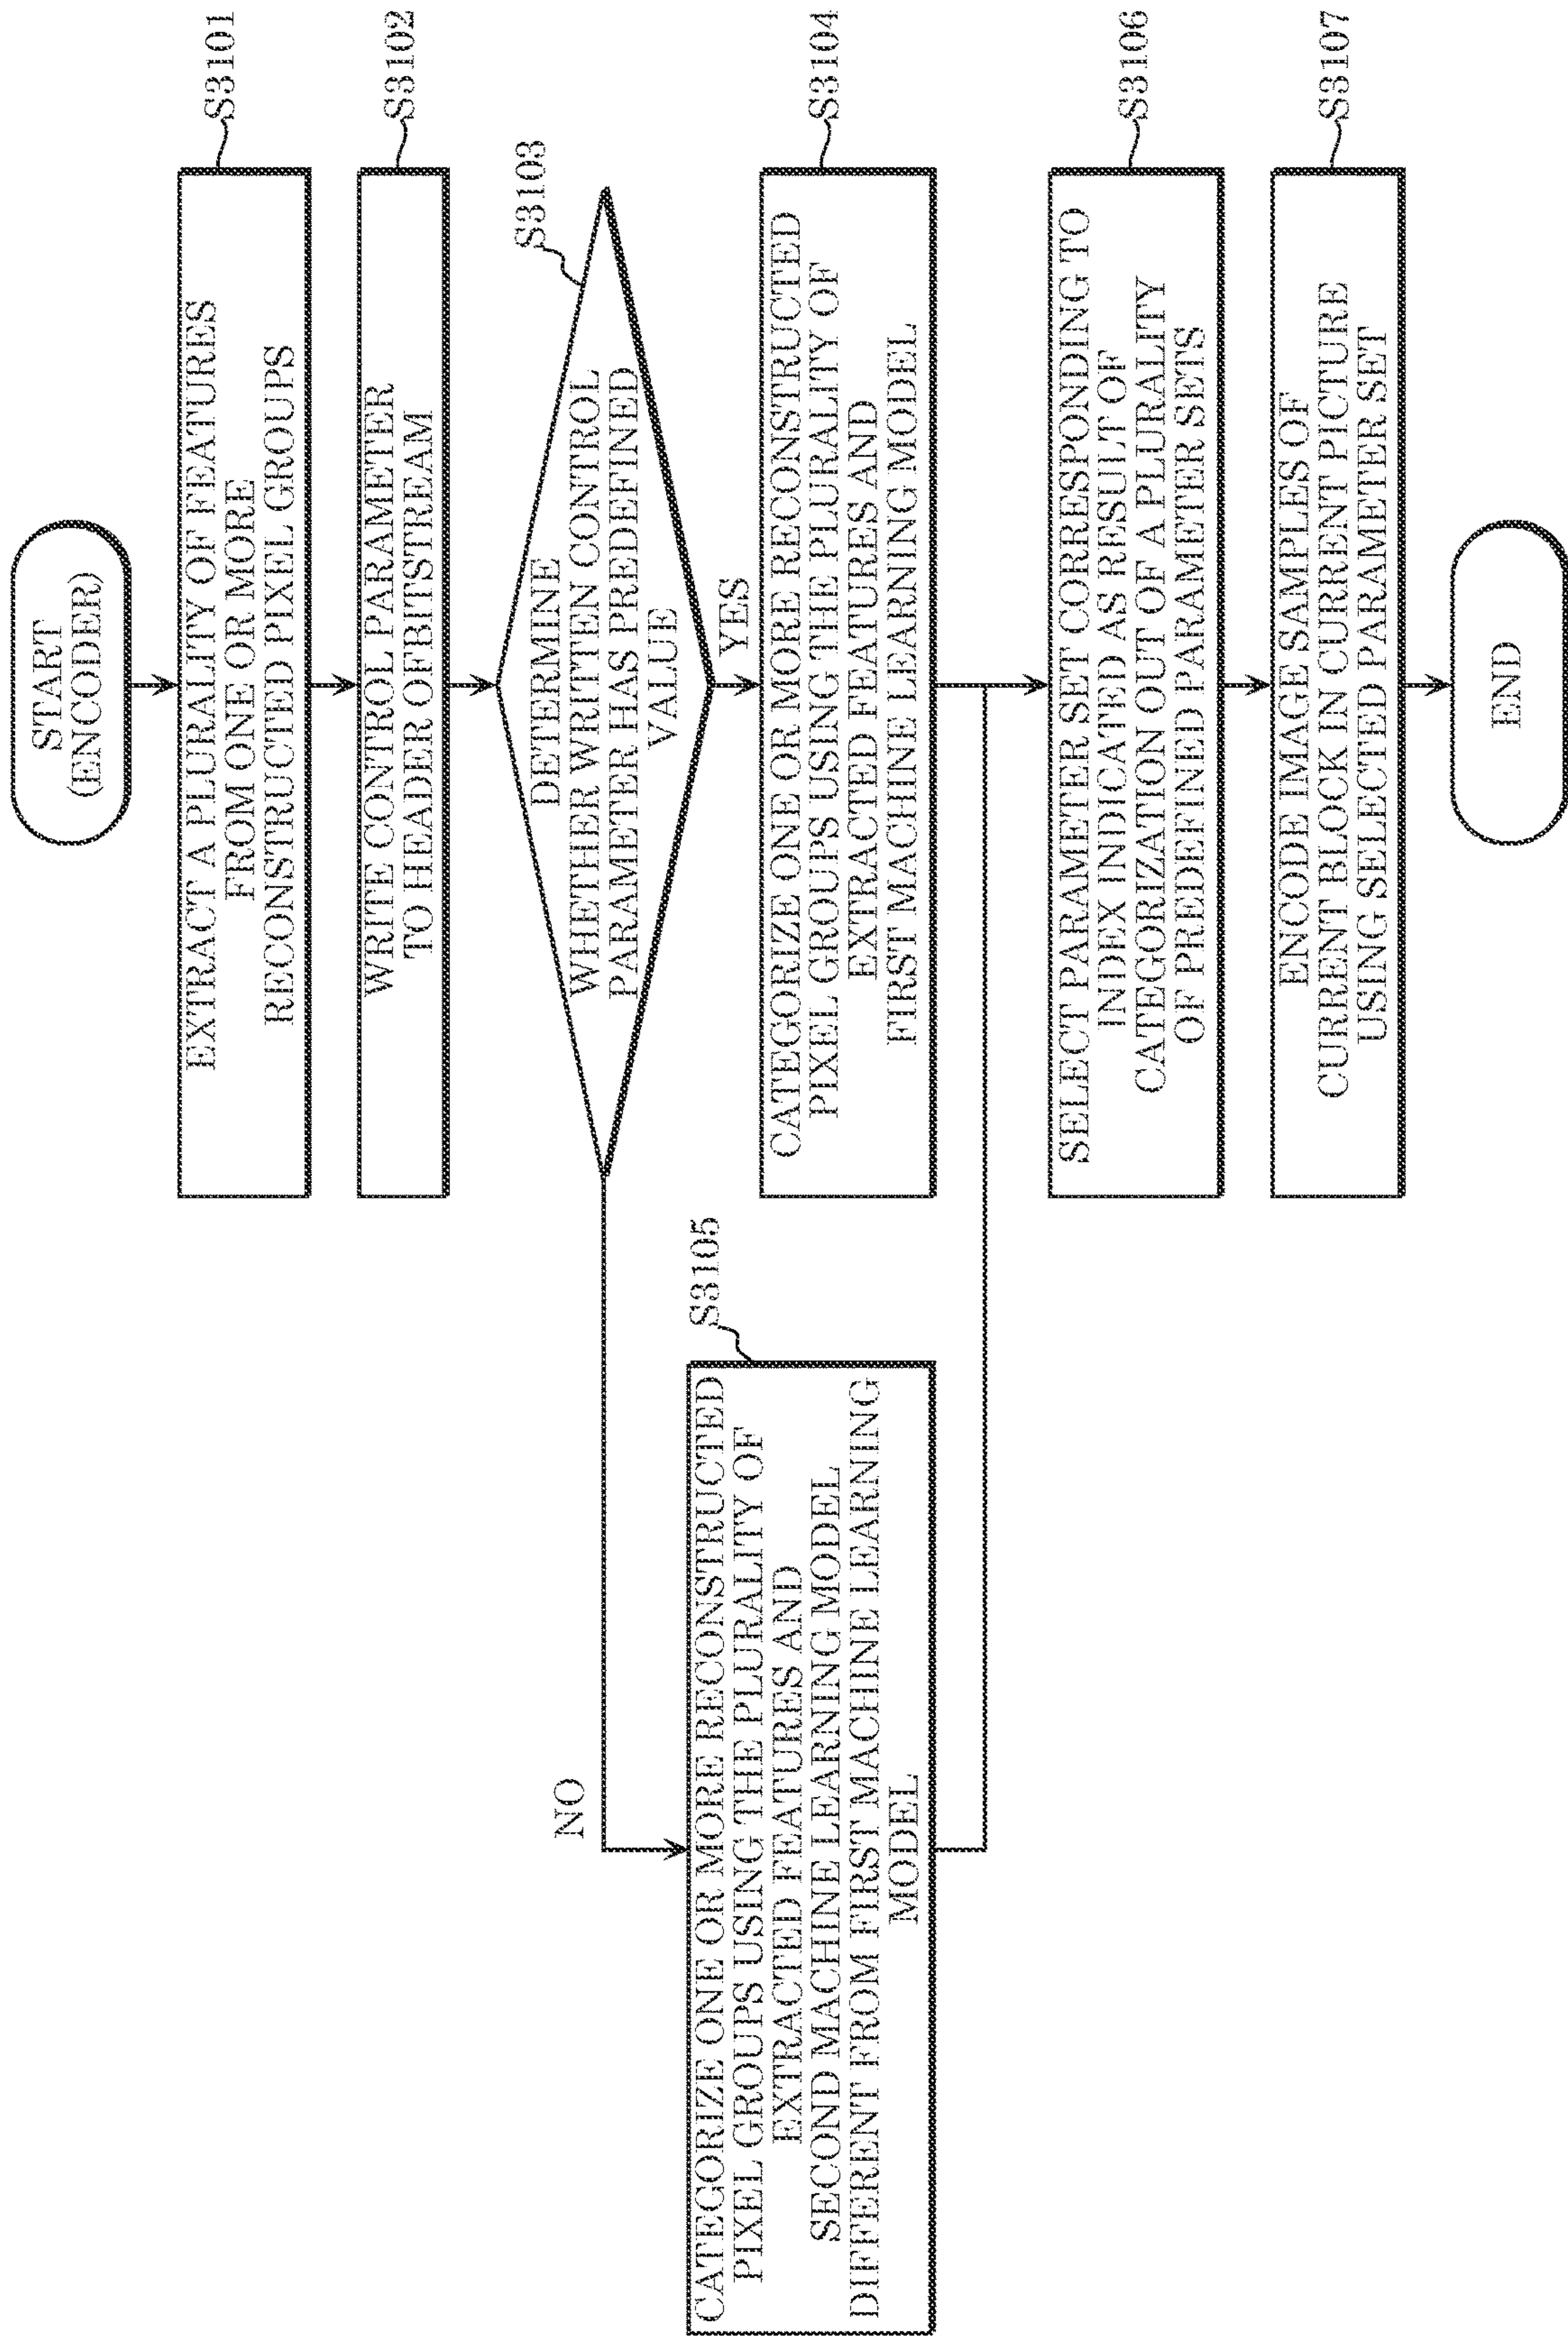 START
(ENCODER)
EXTRACT A PLURALITY OF FEATURES
FROM ONE OR MORE
RECONSTRUCTED PIXEL GROUPS
S3101
WRITE CONTROL PARAMETER
TO HEADER OFBITSTREAM
S3102
DETERMINE
WHETHER WRITTEN CONTROL
PARAMETER HAS PREDEFINED
VALUE
S3103
NO
YES
CATEGORIZE ONE OR MORE RECONSTRUCTED
PIXEL GROUPS USING THE PLURALITY OF
EXTRACTED FEATURES AND
FIRST MACHINE LEARNING MODEL
S3104
CATEGORIZE ONE OR MORE RECONSTRUCTED
PIXEL GROUPS USING THE PLURALITY OF
EXTRACTED FEATURES AND
SECOND MACHINE LEARNING MODEL
DIFFERENT FROM FIRST MACHINE LEARNING
MODEL
S3105
SELECT PARAMETER SET CORRESPONDING TO
INDEX INDICATED AS RESULT OF
CATEGORIZATION OUT OF A PLURALITY
OF PREDEFINED PARAMETER SETS
S3106
ENCODE IMAGE SAMPLES OF
CURRENT BLOCK IN CURRENT PICTURE
USING SELECTED PARAMETER SET
S3107
END